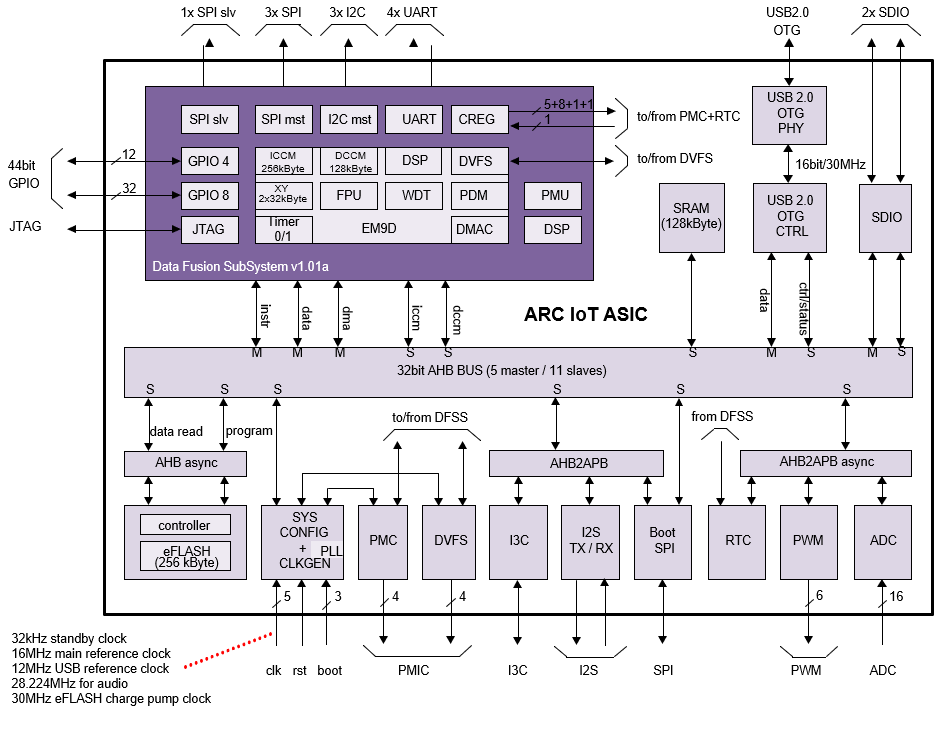 1x SPI slv
3x SPI
3x I2C
4x UART
USB2.0
OTG
2x SDIO
SPI slv
SPI mst
I2C mst
UART
CREG
5+8+1+1
1
to/from PMC+RTC
USB 2.0
OTG
PHY
44bit
GPIO
12
32
GPIO 4
ICCM
256kByte
DCCM
128kByte
DSP
DVFS
to/from DVFS
16bit/30MHz
GPIO 8
XY
2x32kByte
FPU
WDT
PDM
PMU
SRAM
(128kByte)
USB 2.0
OTG
CTRL
SDIO
JTAG
JTAG
Timer
0/1
EM9D
DMAC
DSP
Data Fusion SubSystem v1.01a
instr
data
dma
iccm
dccm
ARC IoT ASIC
data
ctrl/status
M
M
M
S
S
S
M
S
M
S
32bit AHB BUS (5 master / 11 slaves)
S
S
S
S
S
S
data read
program
to/from DFSS
from DFSS
AHB async
AHB2APB
AHB2APB async
controller
eFLASH
(256 kByte)
SYS
CONFIG
+
PLL
CLKGEN
PMC
DVFS
I3C
I2S
TX / RX
Boot
SPI
RTC
PWM
ADC
5
3
4
4
6
16
32kHz standby clock
16MHz main reference clock
12MHz USB reference clock
28.224MHz for audio
30MHz eFLASH charge pump clock
clk
rst
boot
PMIC
I3C
I2S
SPI
PWM
ADC